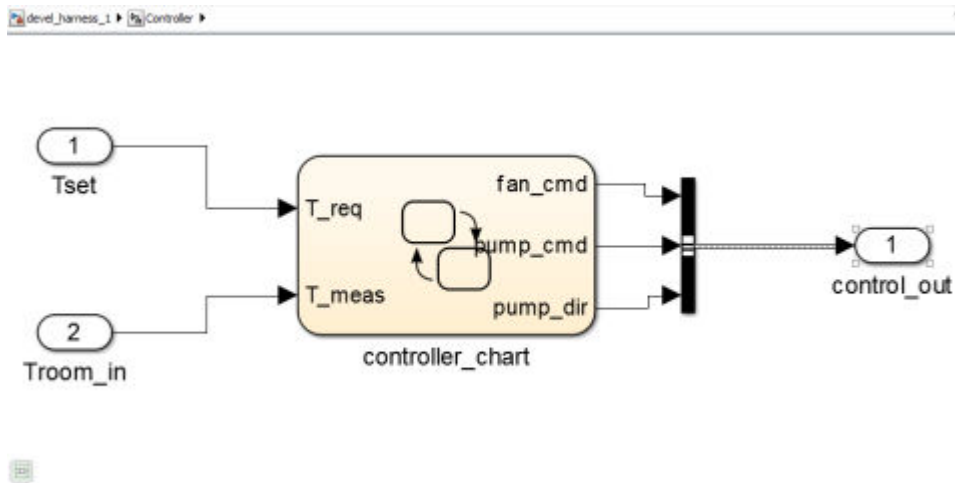 devel_harness_1 Controller
1
Tset
2
Troom_in
T_req
T_meas
fan_cmd
pump_cmd
pump_dir
controller_chart
1
control_out